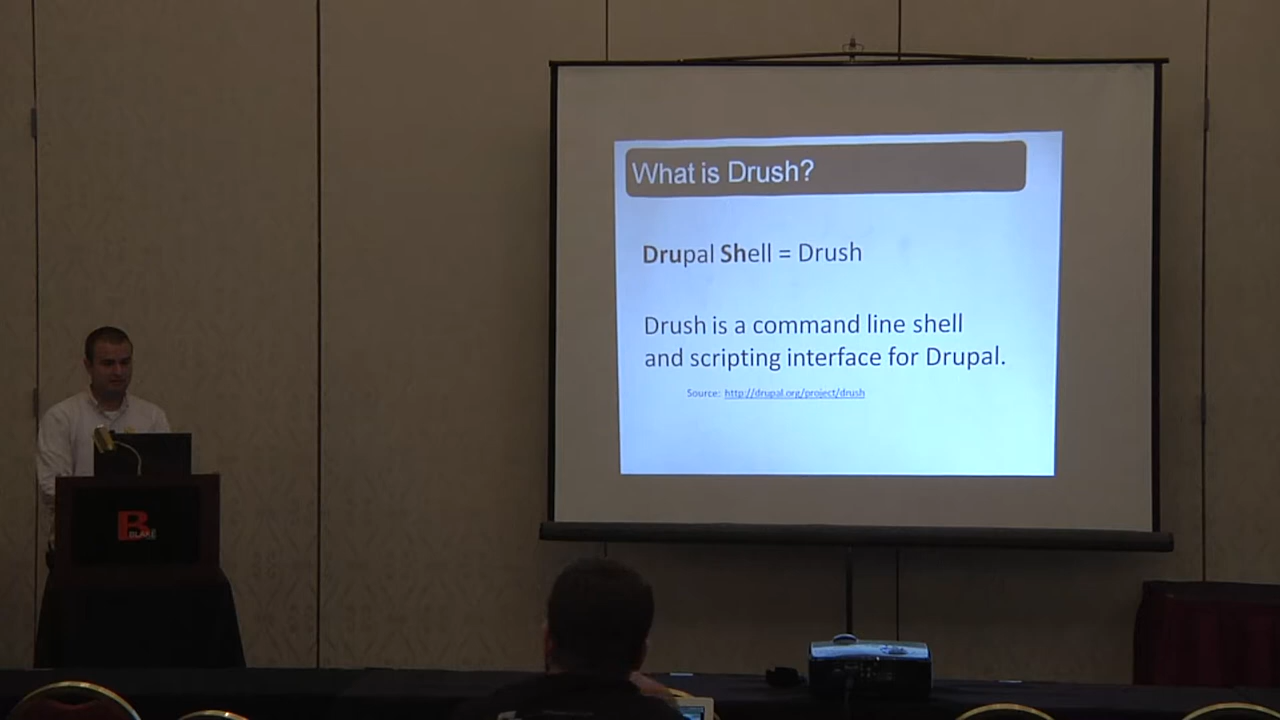 What is Drush?
Drupal Shell = Drush
Drush is a command line shell
and scripting interface for Drupal.
Source: http://drupal.org/project/drush
B
BLAKE